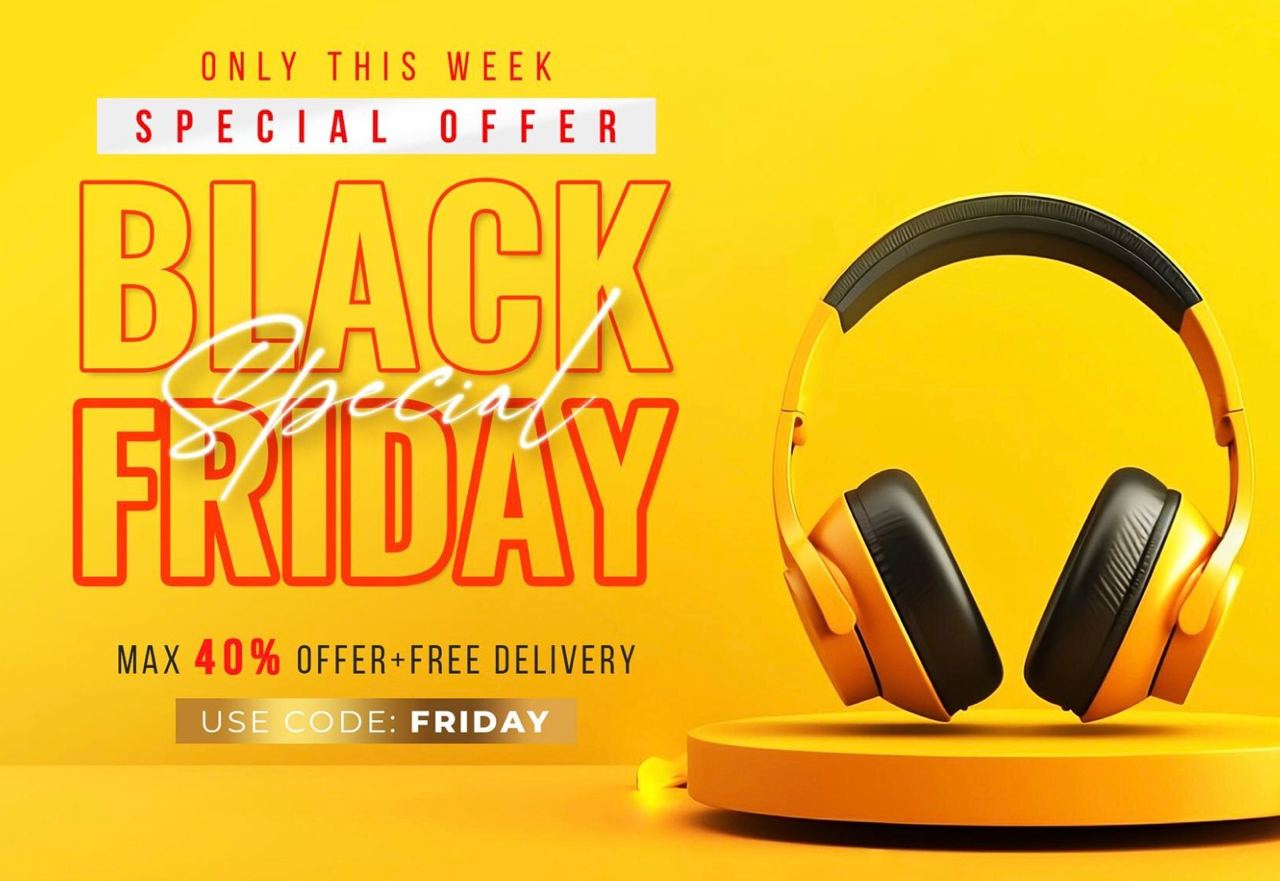 ONLY THIS WEEK
SPECIAL OFFER
BLACK
Special
FRIDAY
MAX 40% OFFER+FREE DELIVERY
USE CODE: FRIDAY